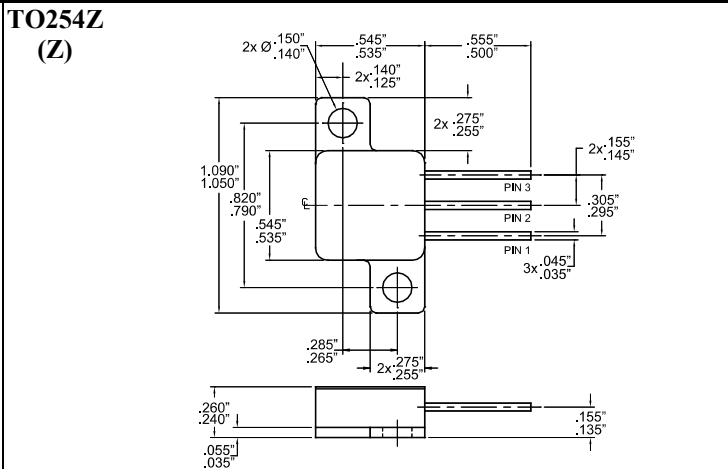 TO254Z
(Z)
2x Ø .150"
.140"
.545"
.535"
.555"
.500"
2x .140"
.125"
2x .275"
.255"
2x .155"
.145"
1.090"
1.050"
.820"
.790"
.545"
.535"
℄
PIN 3
PIN 2
PIN 1
.305"
.295"
3x .045"
.035"
.285"
.265"
2x .275"
.255"
.260"
.240"
.055"
.035"
.155"
.135"